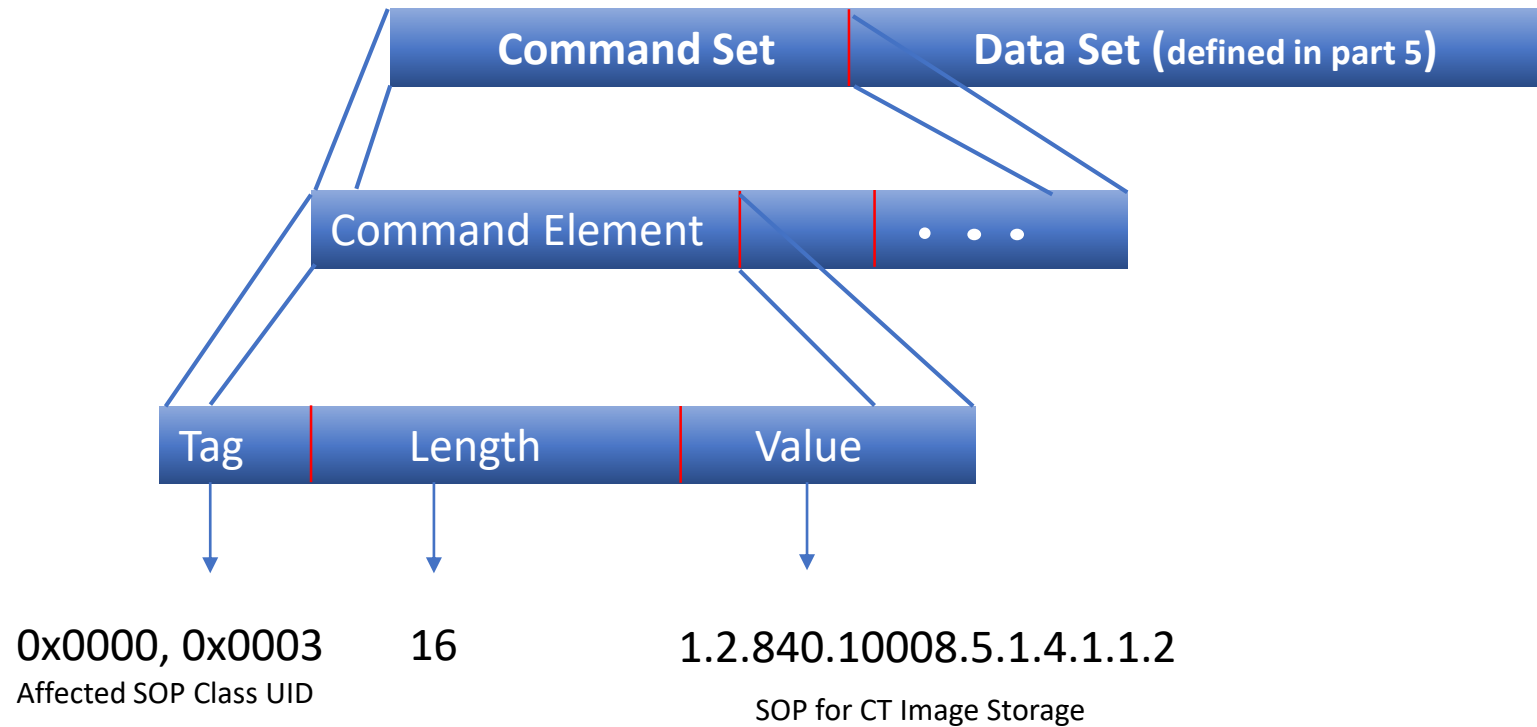 Command Set
Data Set (defined in part 5)
Command Element
• • •
Tag
Length
Value
0x0000, 0x0003
16
1.2.840.10008.5.1.4.1.1.2
Affected SOP Class UID
SOP for CT Image Storage